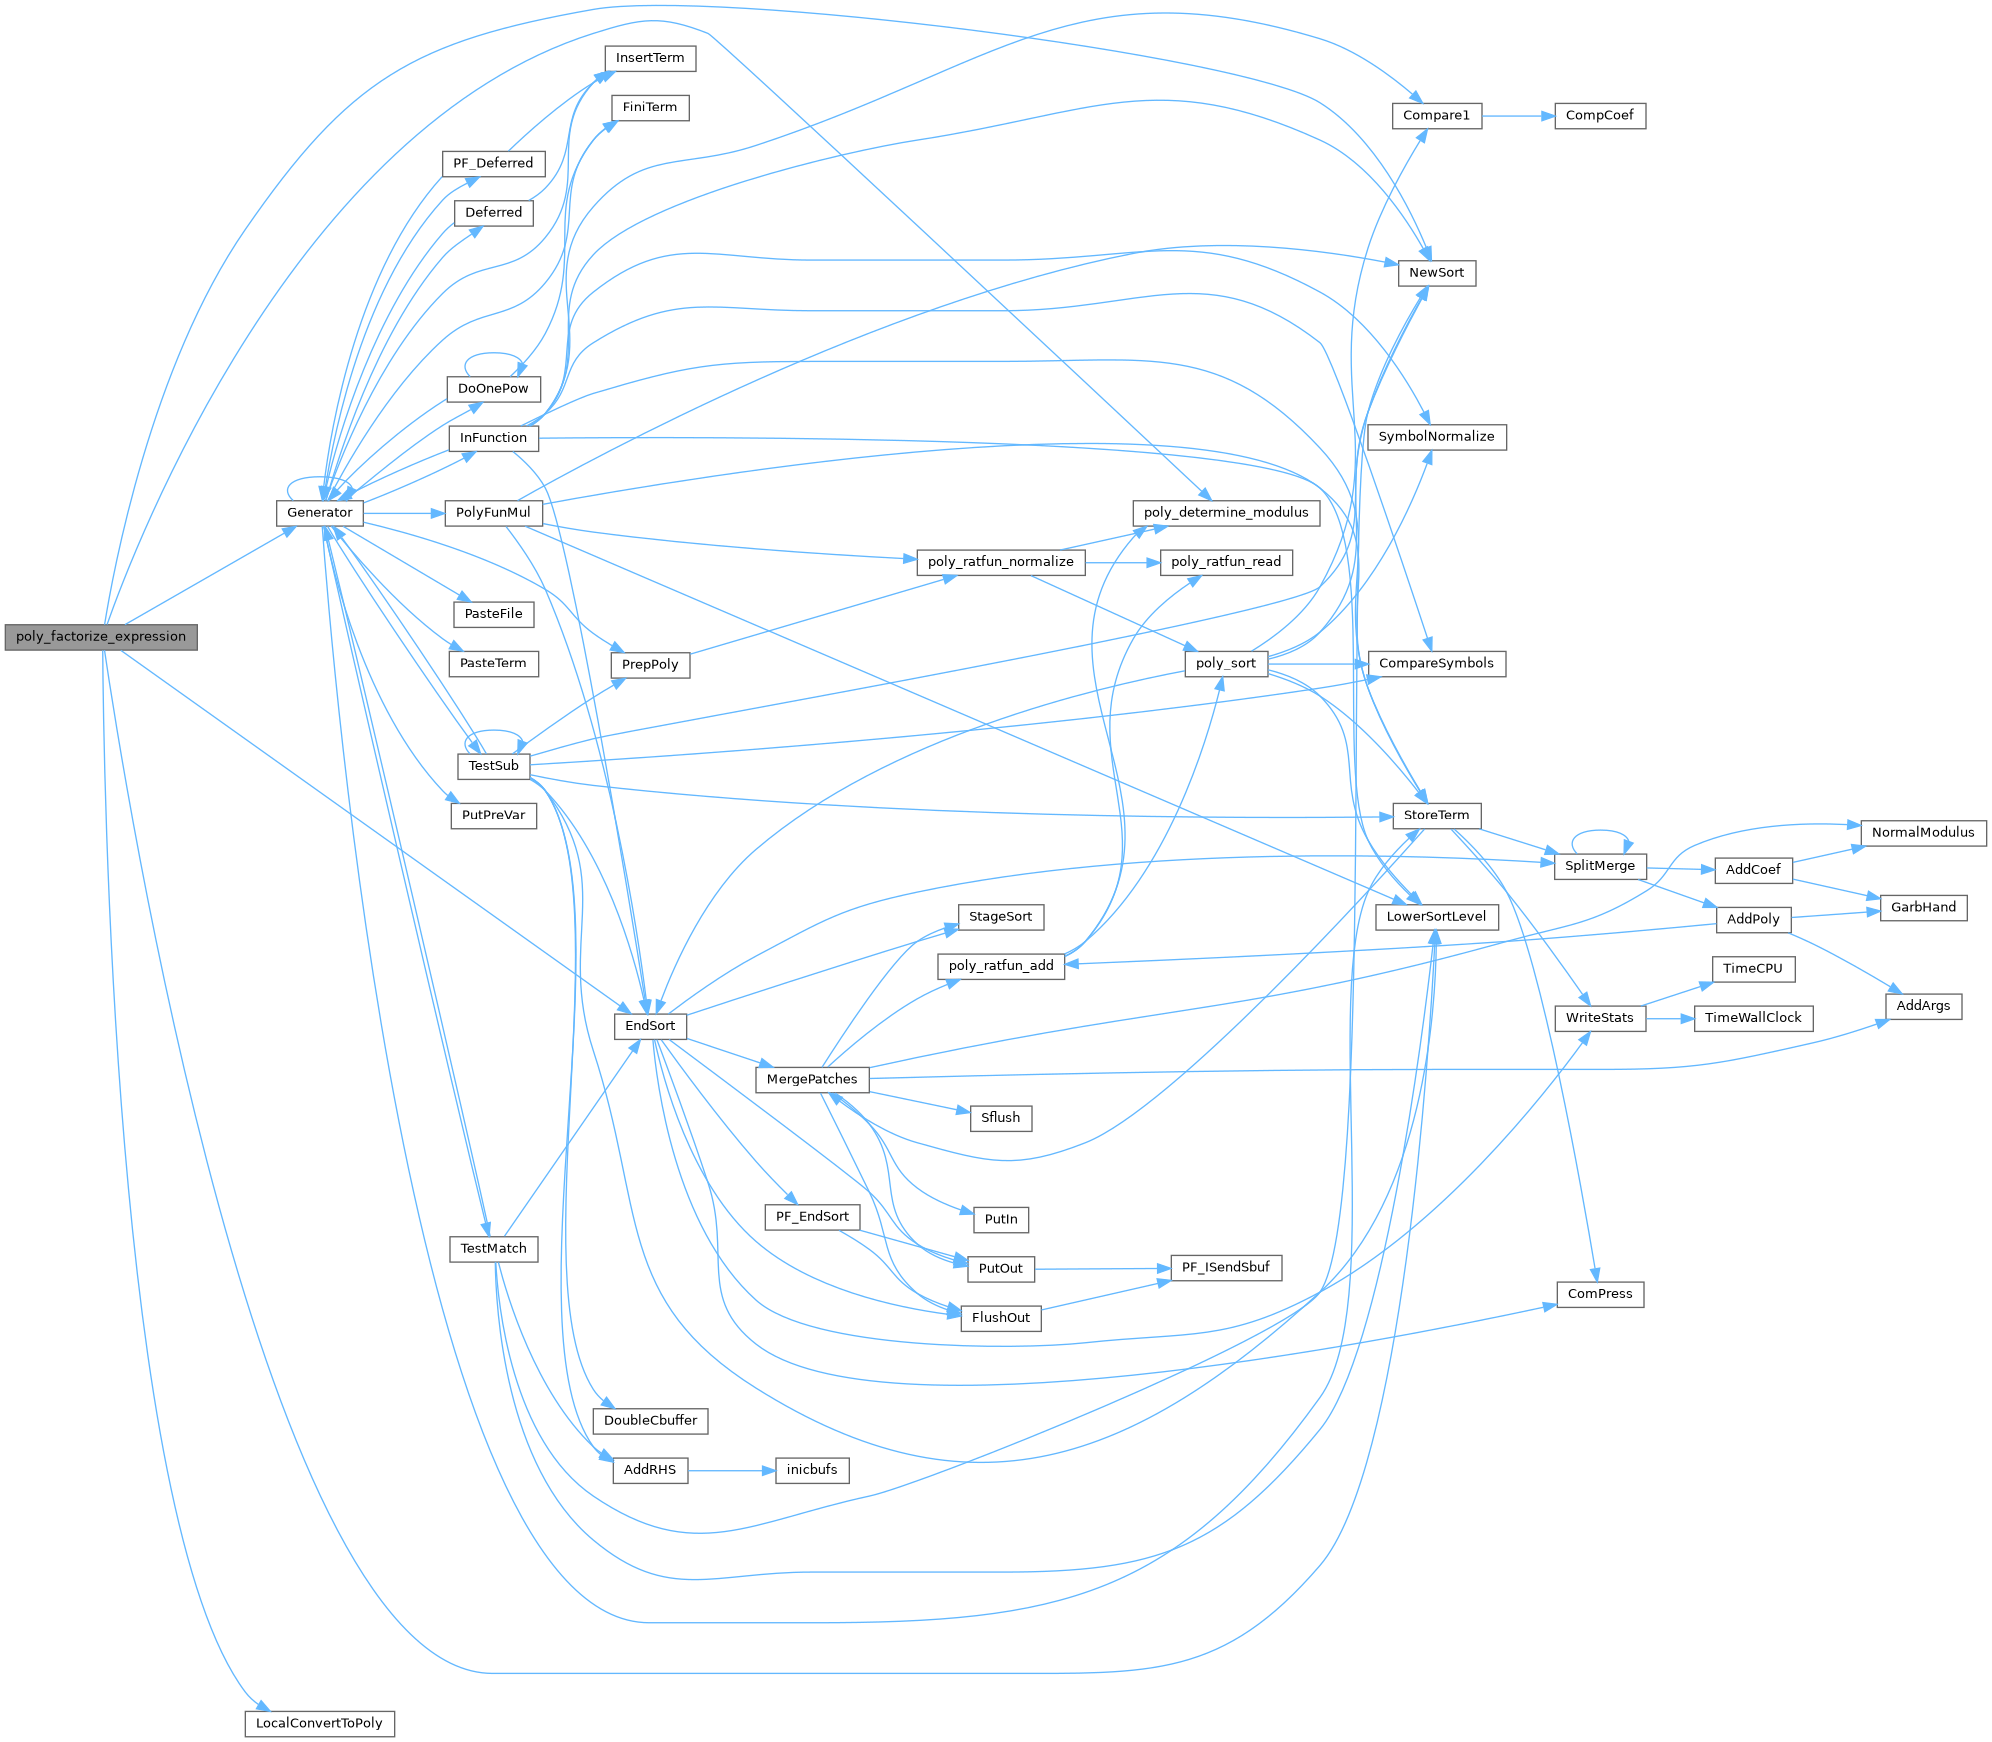 InsertTerm
FiniTerm
Compare1
CompCoef
PF_Deferred
Deferred
NewSort
DoOnePow
InFunction
SymbolNormalize
Generator
PolyFunMul
poly_determine_modulus
poly_ratfun_normalize
poly_ratfun_read
PasteFile
poly_factorize_expression
PasteTerm
PrepPoly
poly_sort
CompareSymbols
TestSub
PutPreVar
StoreTerm
NormalModulus
SplitMerge
AddCoef
StageSort
LowerSortLevel
AddPoly
GarbHand
poly_ratfun_add
TimeCPU
AddArgs
EndSort
WriteStats
TimeWallClock
MergePatches
Sflush
PF_EndSort
PutIn
TestMatch
PutOut
PF_ISendSbuf
ComPress
FlushOut
DoubleCbuffer
AddRHS
inicbufs
LocalConvertToPoly